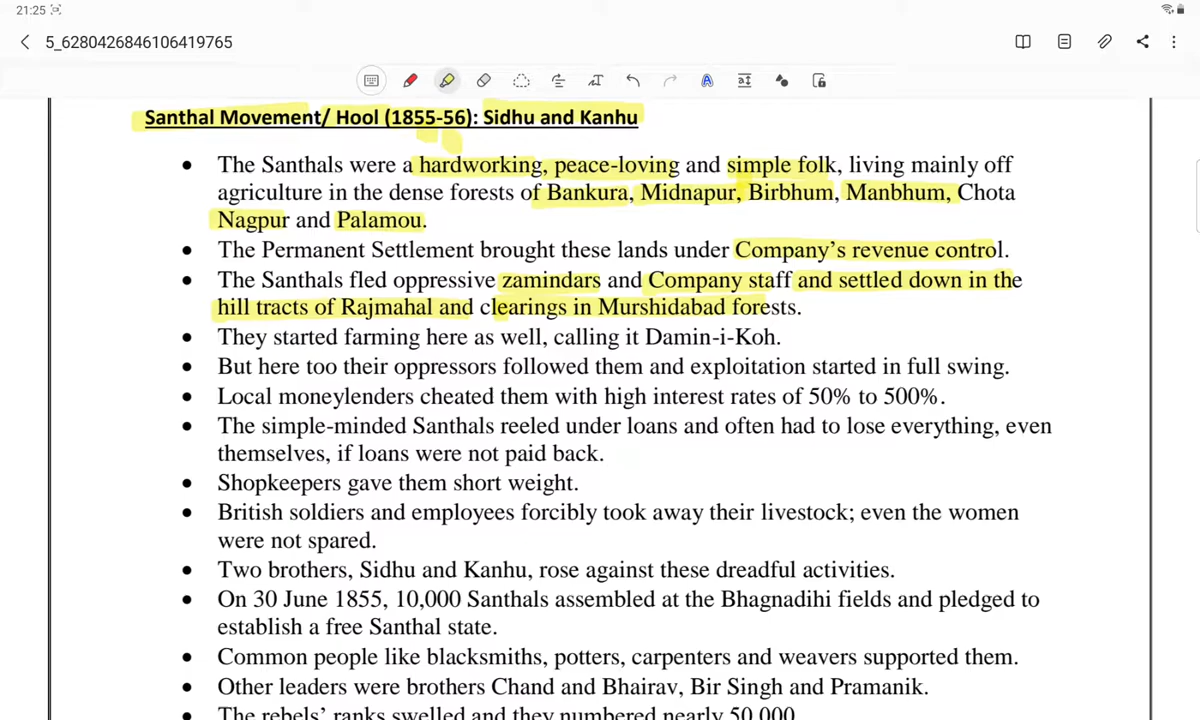 21:25
5_6280426846106419765
Santhal Movement/ Hool (1855-56): Sidhu and Kanhu
• The Santhals were a hardworking, peace-loving and simple folk, living mainly off
agriculture in the dense forests of Bankura, Midnapur, Birbhum, Manbhum, Chota
Nagpur and Palamou.
• The Permanent Settlement brought these lands under Company's revenue control.
• The Santhals fled oppressive zamindars and Company staff and settled down in the
hill tracts of Rajmahal and clearings in Murshidabad forests.
• They started farming here as well, calling it Damin-i-Koh.
• But here too their oppressors followed them and exploitation started in full swing.
• Local moneylenders cheated them with high interest rates of 50% to 500%.
• The simple-minded Santhals reeled under loans and often had to lose everything, even
themselves, if loans were not paid back.
• Shopkeepers gave them short weight.
• British soldiers and employees forcibly took away their livestock; even the women
were not spared.
• Two brothers, Sidhu and Kanhu, rose against these dreadful activities.
• On 30 June 1855, 10,000 Santhals assembled at the Bhagnadihi fields and pledged to
establish a free Santhal state.
• Common people like blacksmiths, potters, carpenters and weavers supported them.
• Other leaders were brothers Chand and Bhairav, Bir Singh and Pramanik.
• The rebels' ranks swelled and they numbered nearly 50,000